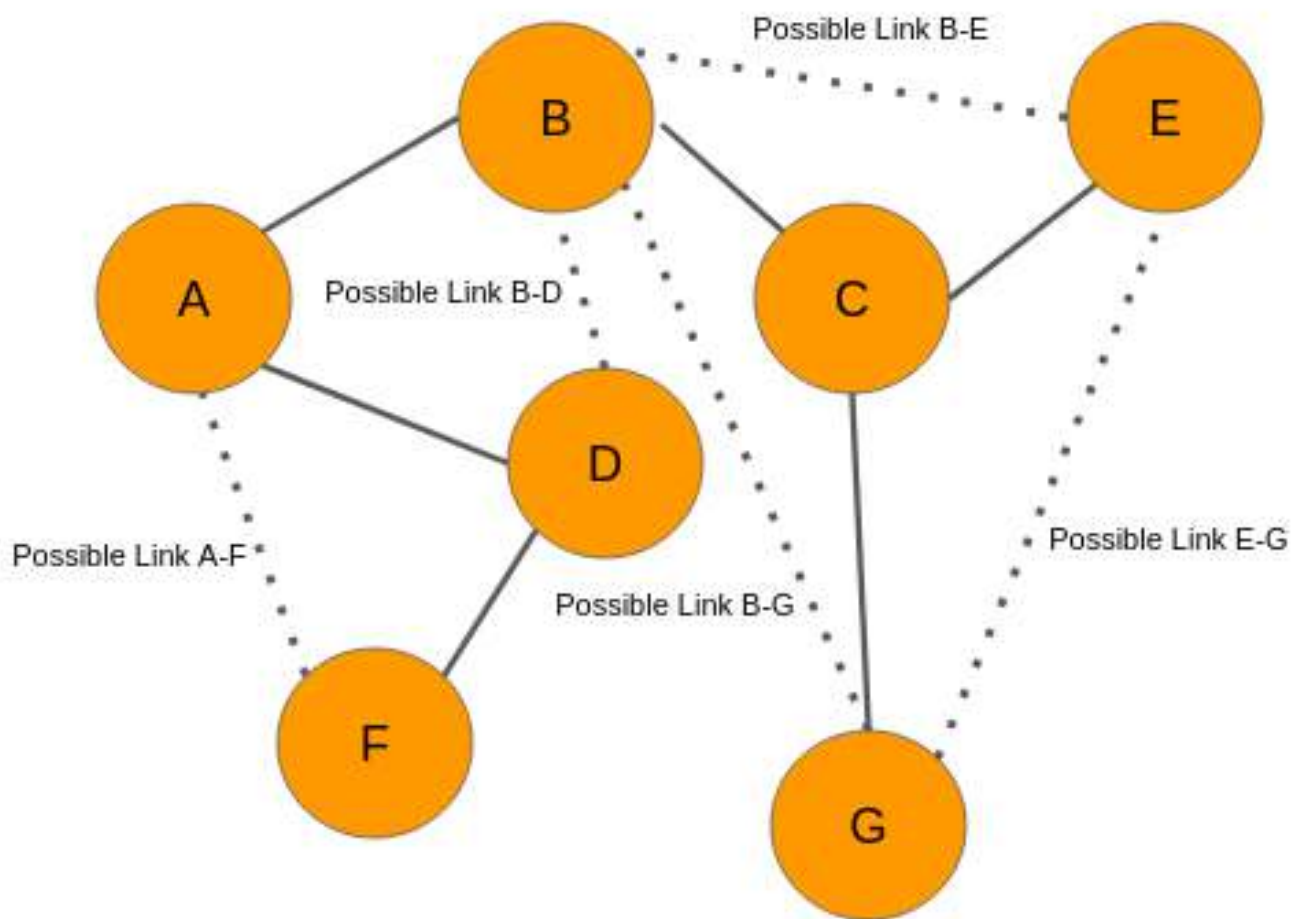 Possible Link B-E
B
E
A
Possible Link B-D
C
D
Possible Link A-F
Possible Link B-G
Possible Link E-G
F
G